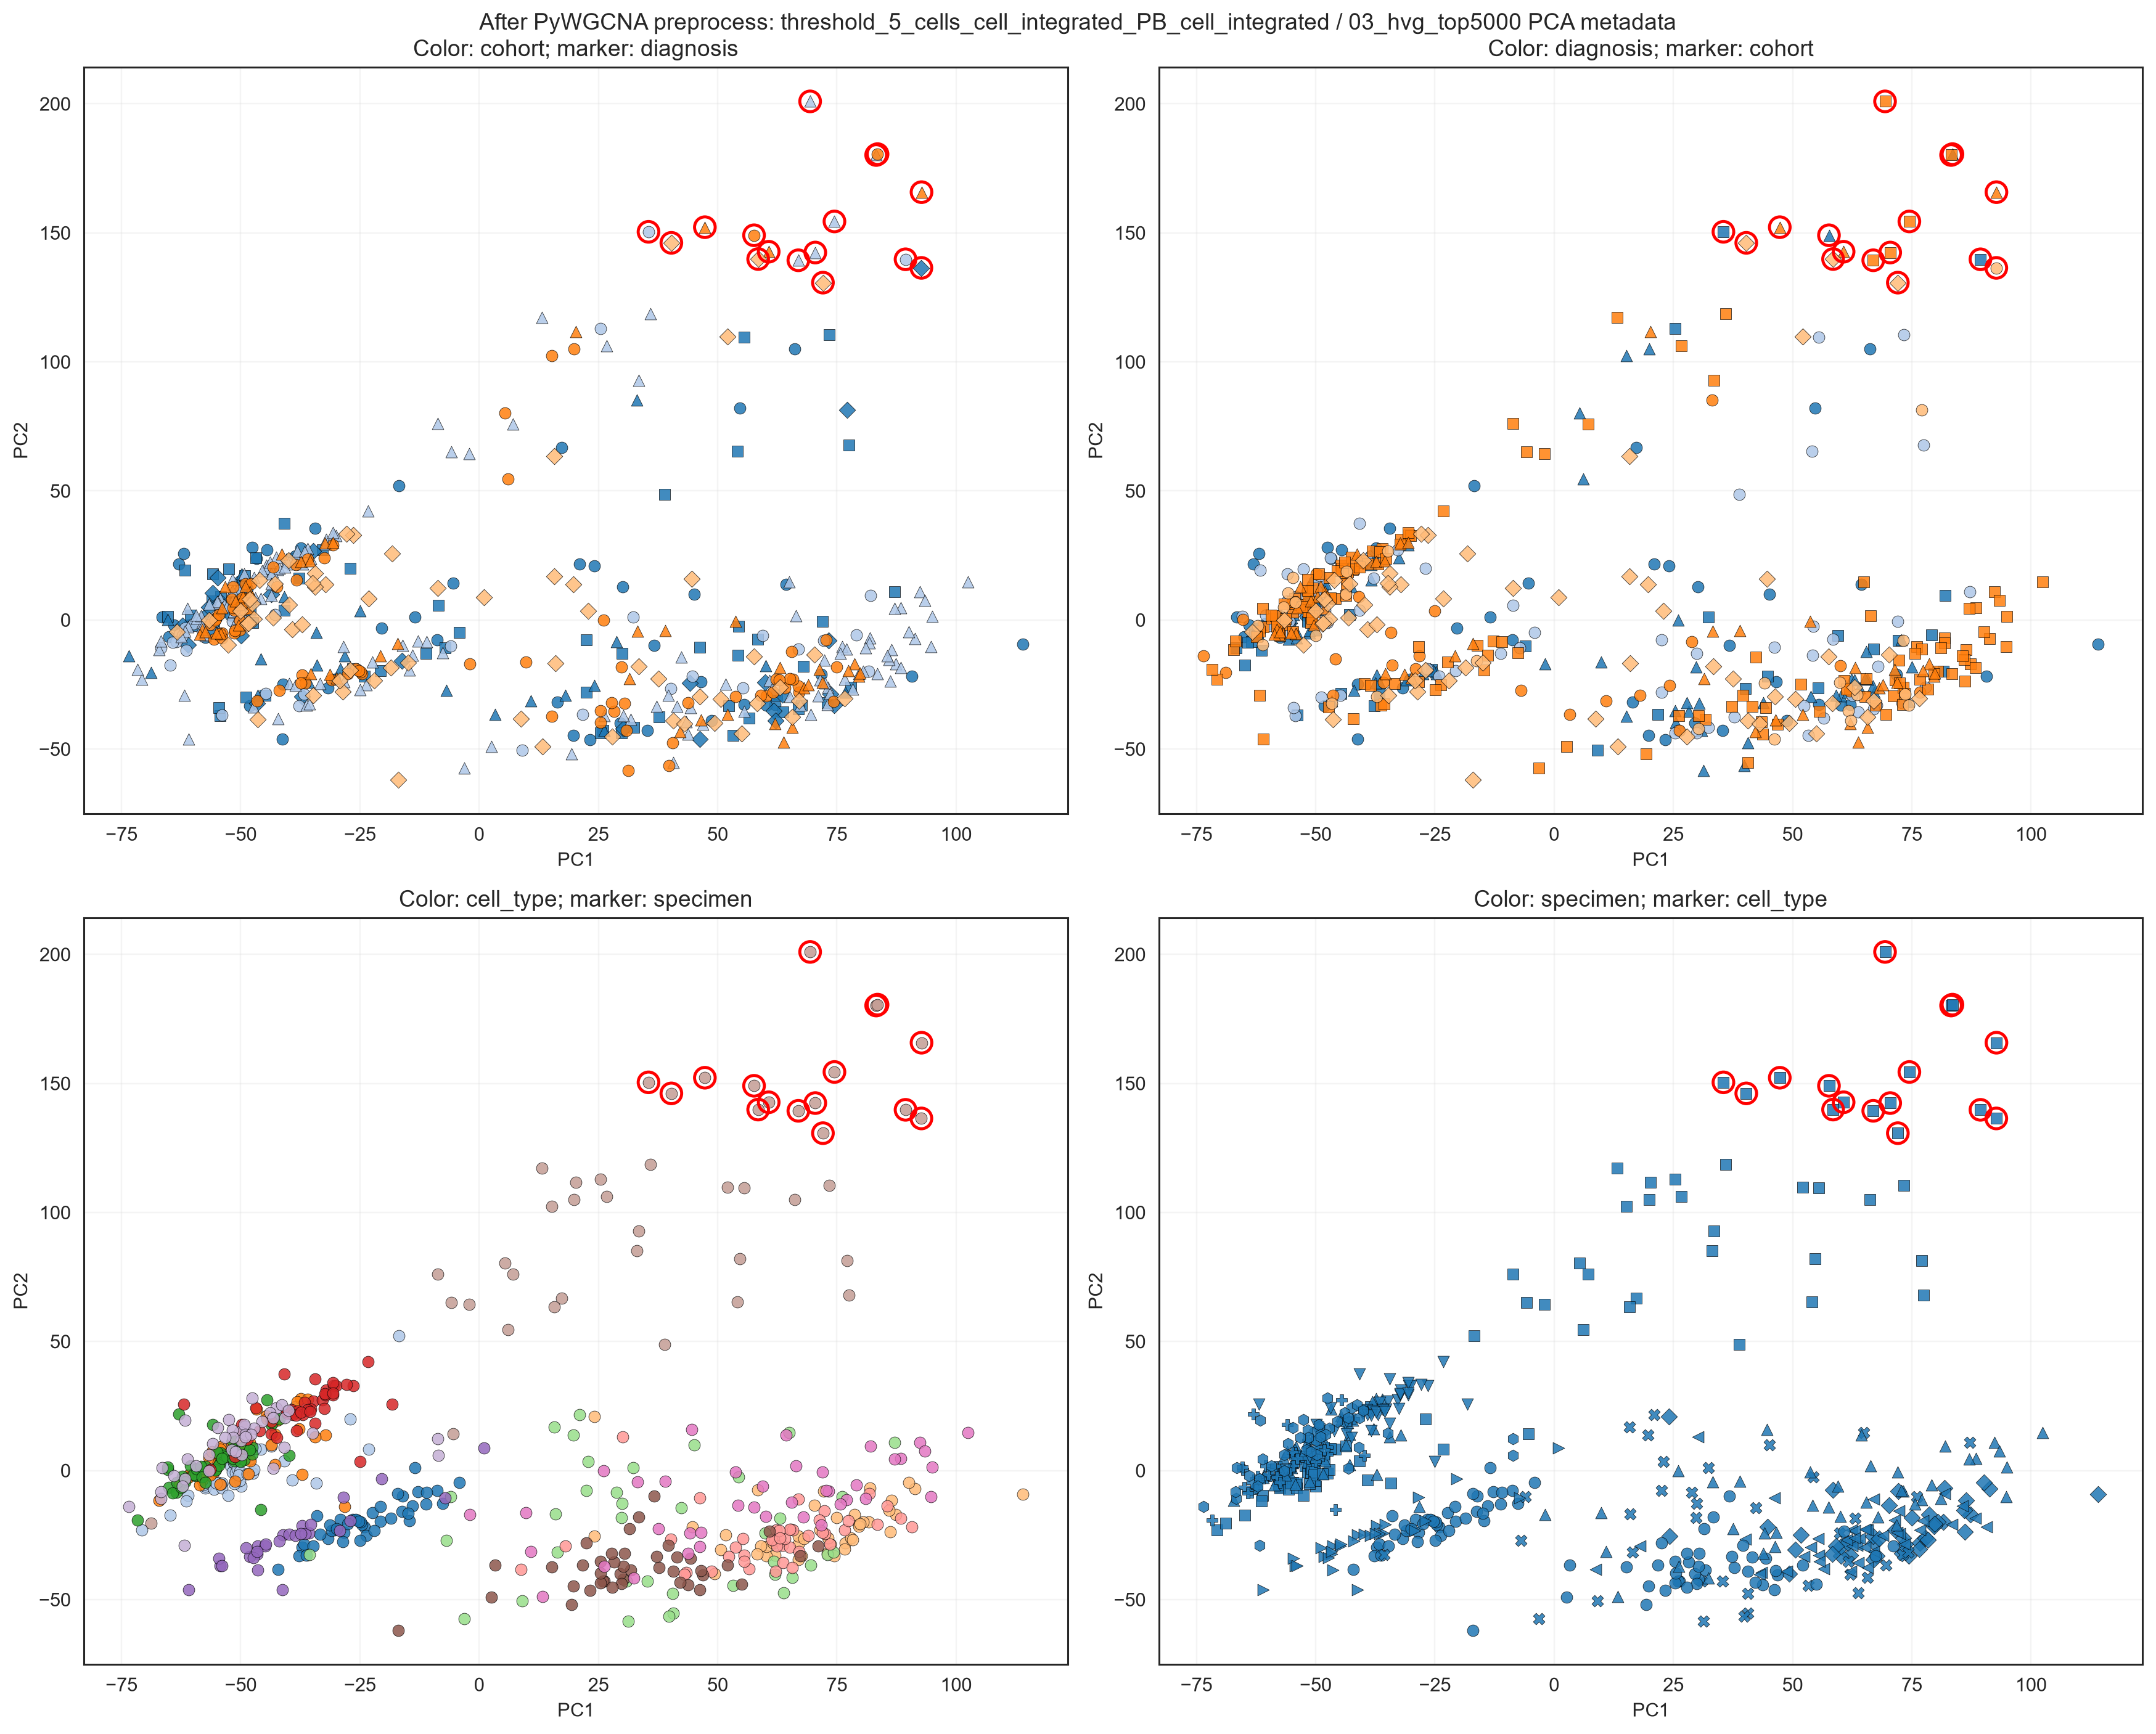 After PyWGCNA preprocess: threshold_5_cells_cell_integrated_PB_cell_integrated / 03_hvg_top5000 PCA metadata
Color: cohort; marker: diagnosis
200
150
100
50
0
−50
PC2
−75 −50 −25 0 25 50 75 100
PC1
Color: diagnosis; marker: cohort
200
150
100
50
0
−50
PC2
−75 −50 −25 0 25 50 75 100
PC1
Color: cell_type; marker: specimen
200
150
100
50
0
−50
PC2
−75 −50 −25 0 25 50 75 100
PC1
Color: specimen; marker: cell_type
200
150
100
50
0
−50
PC2
−75 −50 −25 0 25 50 75 100
PC1